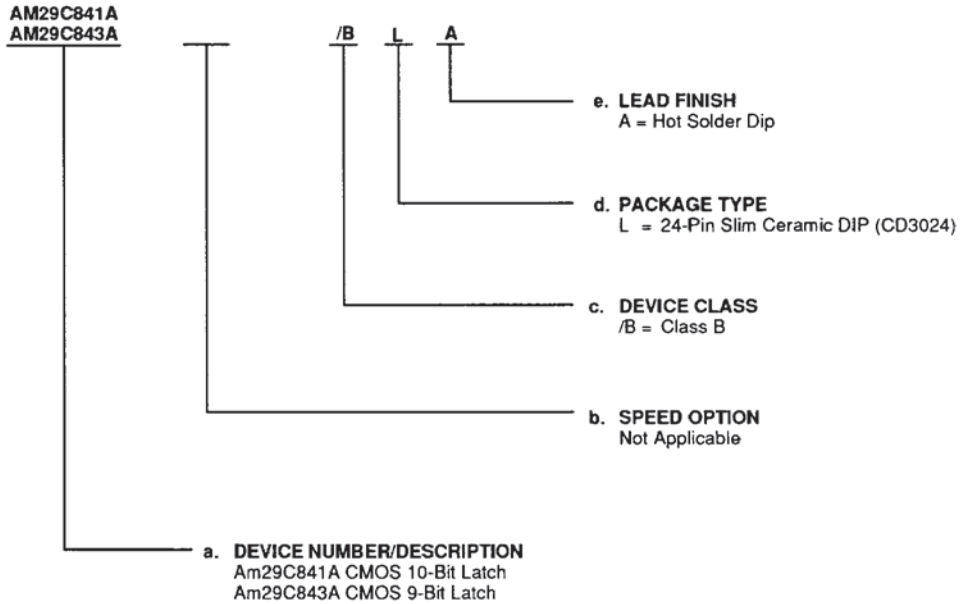 AM29C841A
AM29C843A /B L A
e. LEAD FINISH
A = Hot Solder Dip
d. PACKAGE TYPE
L = 24-Pin Slim Ceramic DIP (CD3024)
c. DEVICE CLASS
/B = Class B
b. SPEED OPTION
Not Applicable
a. DEVICE NUMBER/DESCRIPTION
Am29C841A CMOS 10-Bit Latch
Am29C843A CMOS 9-Bit Latch